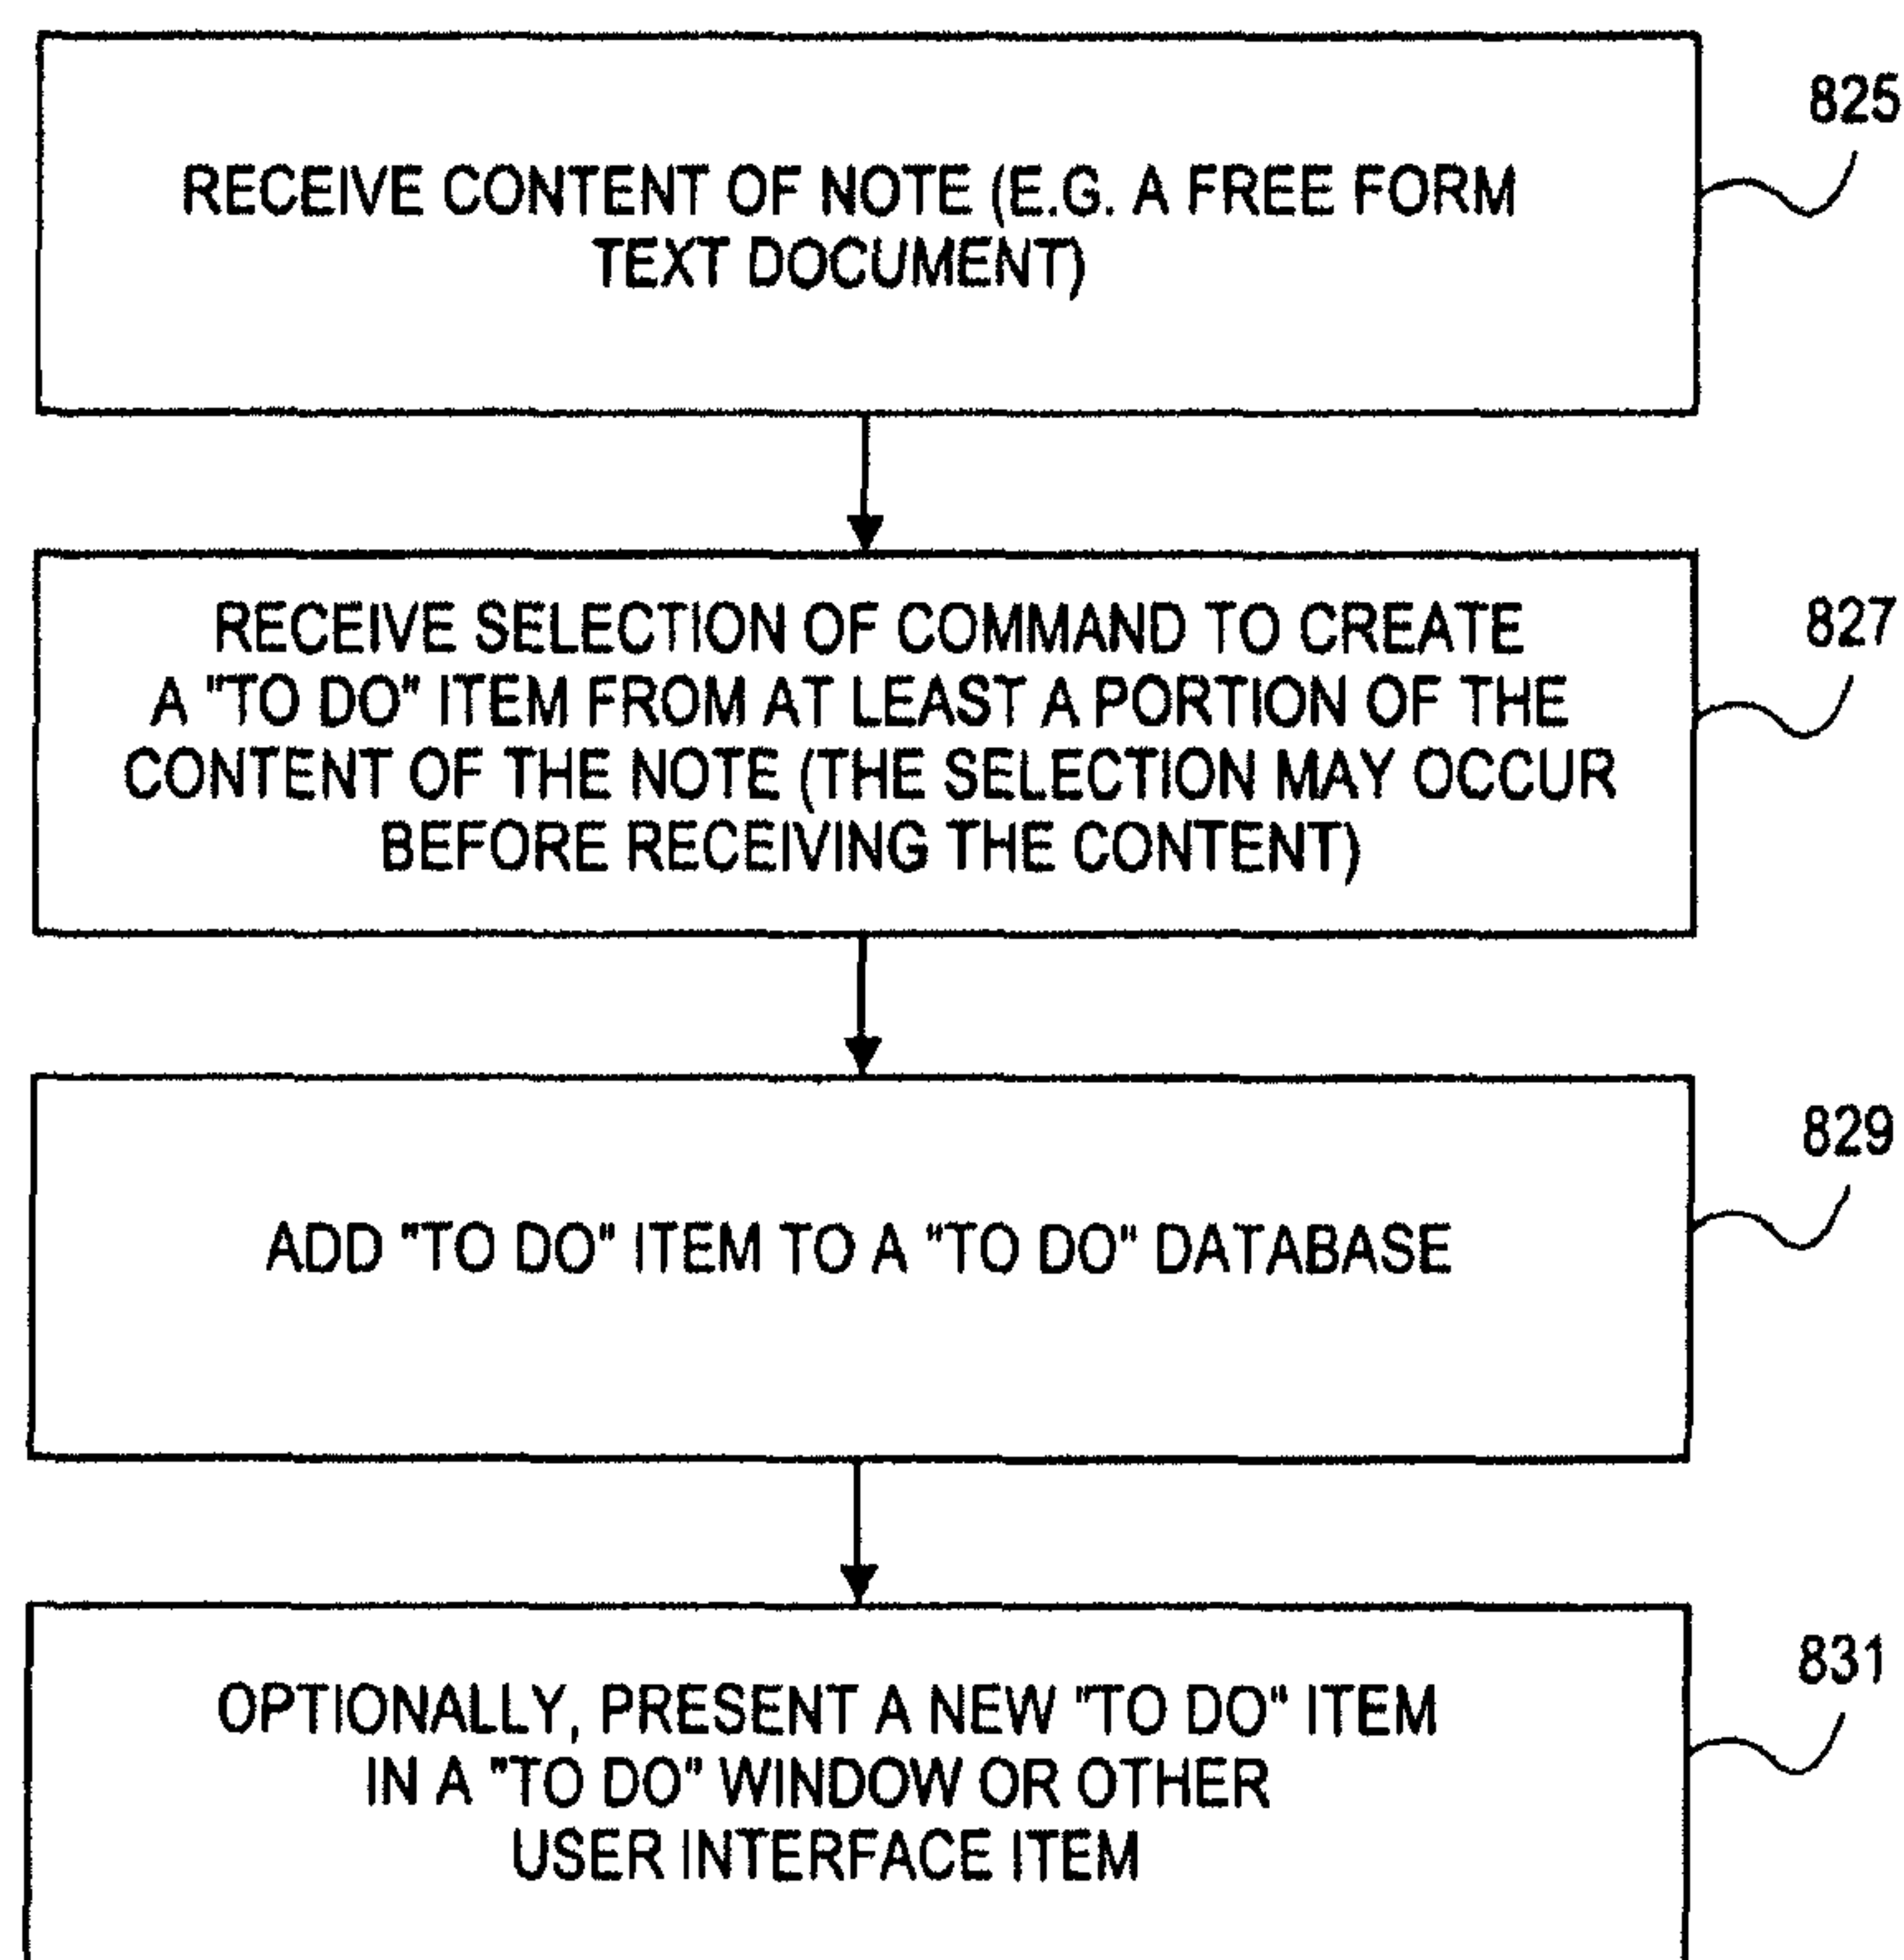 825
RECEIVE CONTENT OF NOTE (E.G. A FREE FORM
TEXT DOCUMENT)
827
RECEIVE SELECTION OF COMMAND TO CREATE
A "TO DO" ITEM FROM AT LEAST A PORTION OF THE
CONTENT OF THE NOTE (THE SELECTION MAY OCCUR
BEFORE RECEIVING THE CONTENT)
829
ADD "TO DO" ITEM TO A "TO DO" DATABASE
831
OPTIONALLY, PRESENT A NEW "TO DO" ITEM
IN A "TO DO" WINDOW OR OTHER
USER INTERFACE ITEM